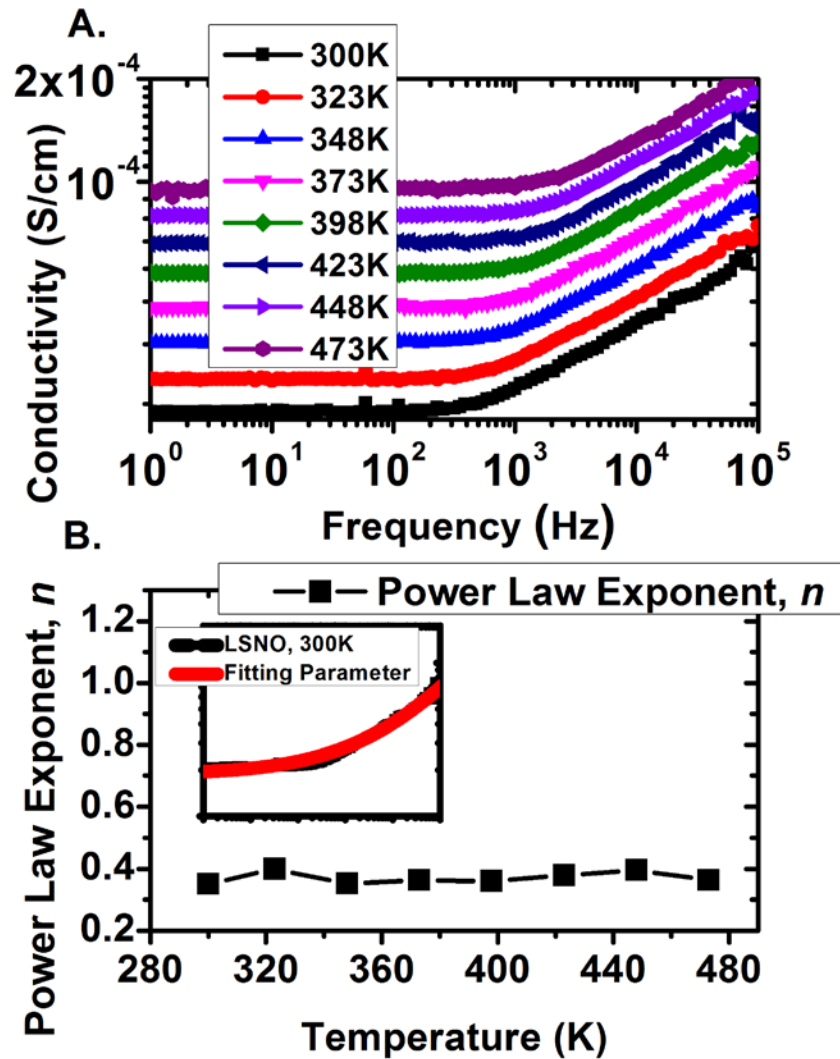 A.
300K
323K
348K
373K
398K
423K
448K
473K
2x10⁻⁴
10⁻⁴
Conductivity (S/cm)
10⁰ 10¹ 10² 10³ 10⁴ 10⁵
Frequency (Hz)
B.
Power Law Exponent, n
LSNO, 300K
Fitting Parameter
1.2
1.0
0.8
0.6
0.4
0.2
Power Law Exponent, n
280 320 360 400 440 480
Temperature (K)